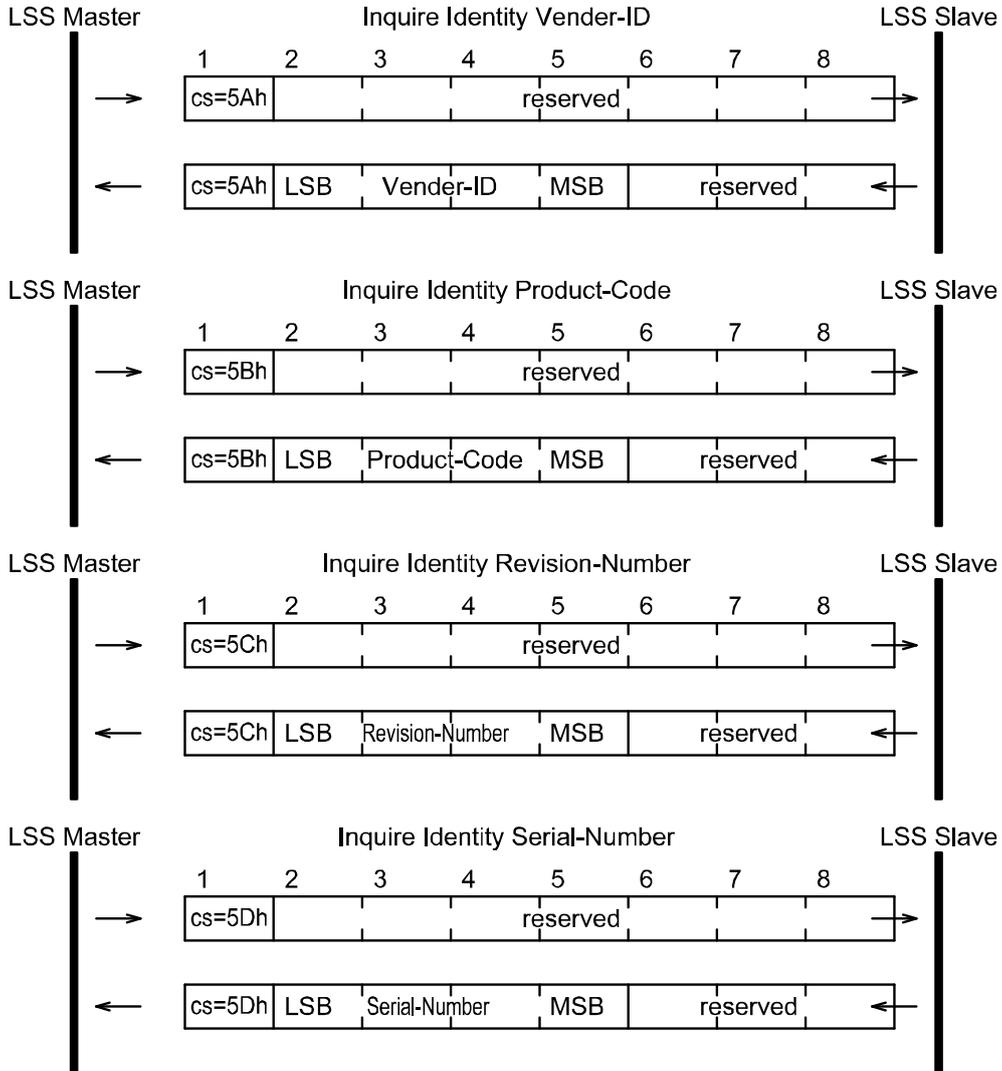 LSS Master Inquire Identity Vender-ID LSS Slave
1 2 3 4 5 6 7 8
cs=5Ah reserved
cs=5Ah LSB Vender-ID MSB reserved
LSS Master Inquire Identity Product-Code LSS Slave
1 2 3 4 5 6 7 8
cs=5Bh reserved
cs=5Bh LSB Product-Code MSB reserved
LSS Master Inquire Identity Revision-Number LSS Slave
1 2 3 4 5 6 7 8
cs=5Ch reserved
cs=5Ch LSB Revision-Number MSB reserved
LSS Master Inquire Identity Serial-Number LSS Slave
1 2 3 4 5 6 7 8
cs=5Dh reserved
cs=5Dh LSB Serial-Number MSB reserved